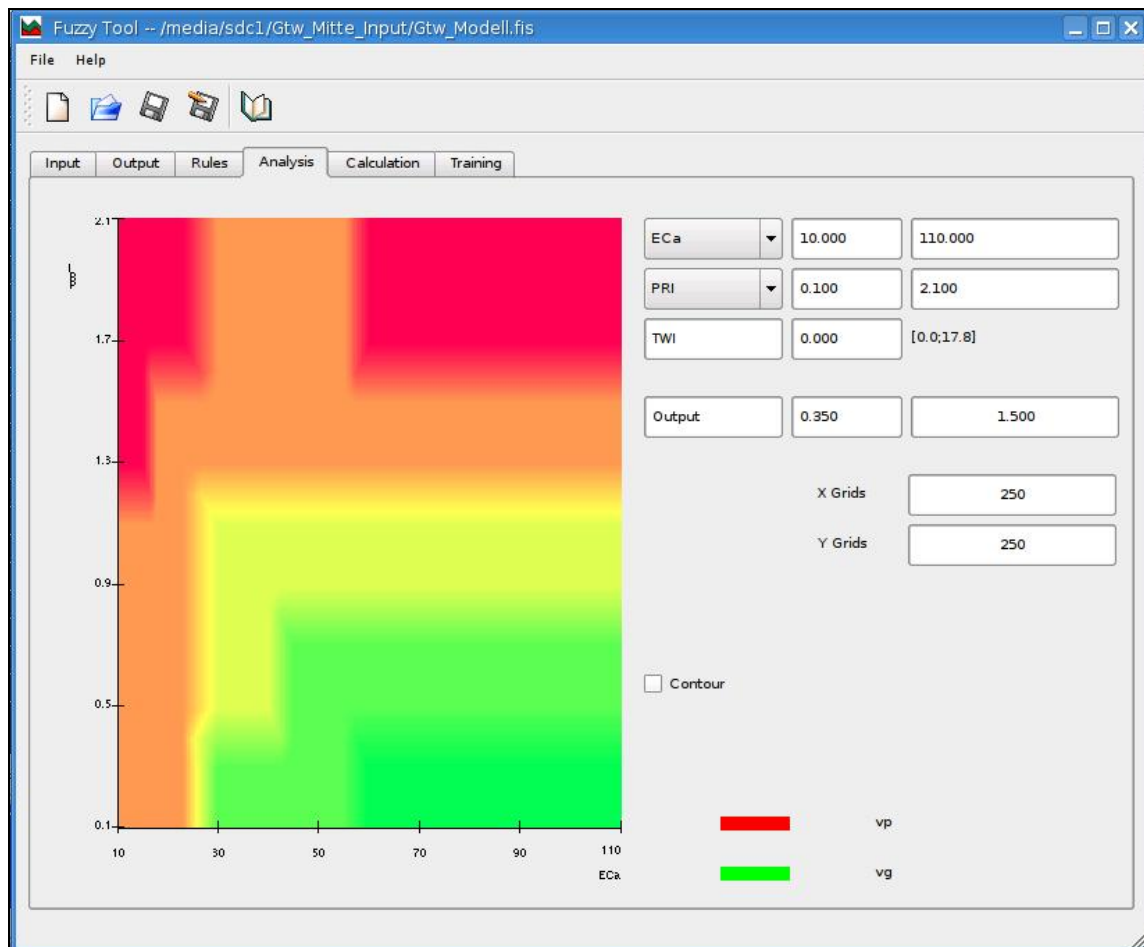 Fuzzy Tool -- /media/sdc1/Gtw_Mitte_Input/Gtw_Modell.fis
File Help
Input Output Rules Analysis Calculation Training
2.1
1.7
1.3
0.9
0.5
0.1
10 30 50 70 90 110
ECa
ECa 10.000 110.000
PRI 0.100 2.100
TWI 0.000 [0.0;17.8]
Output 0.350 1.500
X Grids 250
Y Grids 250
Contour
vp
vg